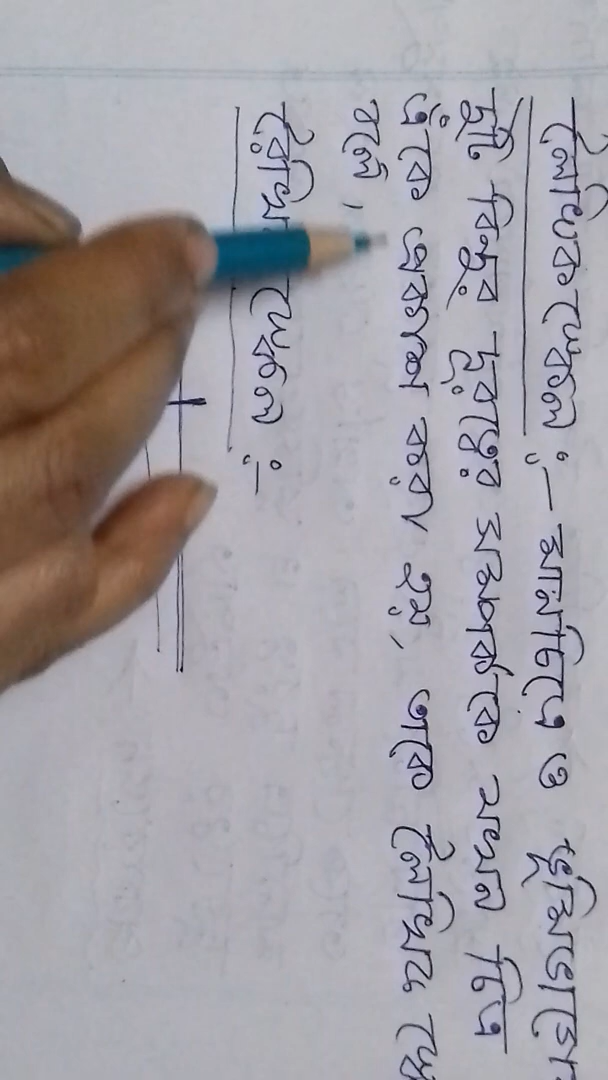 রৈখিক স্কেল :- মানচিত্রে ও ভূমিভাগে
দুটি বিন্দুর দূরত্বের সম্পর্ককে যখন চিত্র
এঁকে প্রকাশ করা হয়, তাকে রৈখিক স্কে
বলে,
স্কেল :-